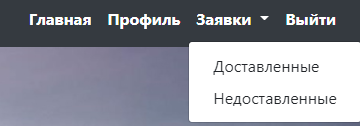 Главная Профиль Заявки Выйти
Доставленные
Недоставленные